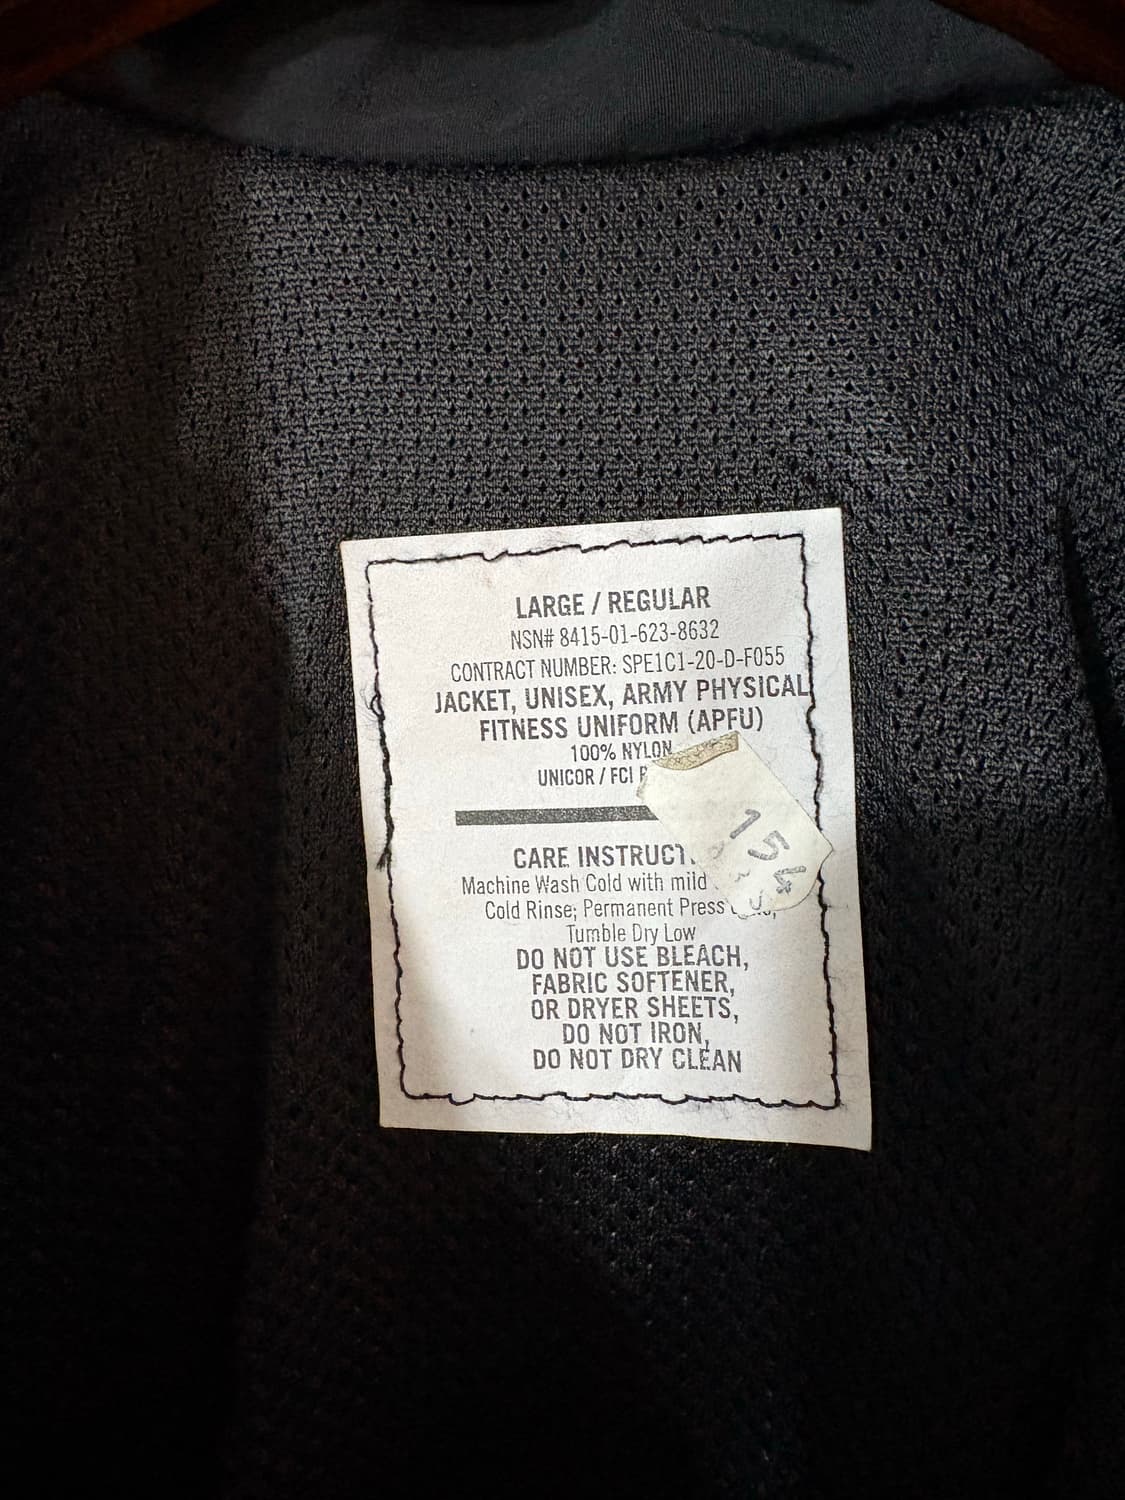 LARGE / REGULAR
NSN# 8415-01-623-8632
CONTRACT NUMBER: SPE1C1-20-D-F055
JACKET, UNISEX, ARMY PHYSICAL
FITNESS UNIFORM (APFU)
100% NYLON
UNICOR / FCI
154
CARE
Machine Wash Cold with mild
Cold Rinse; Permanent Press
Tumble Dry Low
DO NOT USE BLEACH,
FABRIC SOFTENER,
OR DRYER SHEETS,
DO NOT IRON,
DO NOT DRY CLEAN